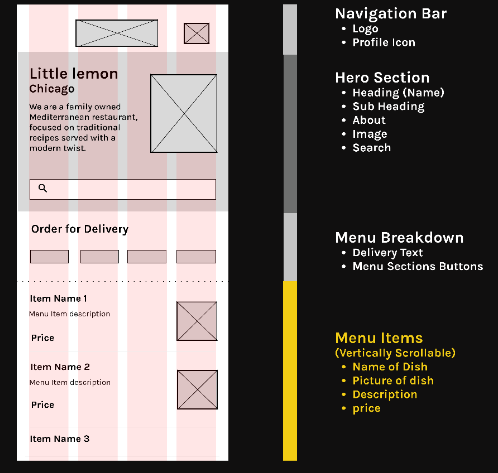 Little lemon
Chicago
We are a family owned
Mediterranean restaurant,
focused on traditional
recipes served with a
modern twist.
Order for Delivery
Item Name 1
Menu Item description
Price
Item Name 2
Menu Item description
Price
Item Name 3
Navigation Bar
• Logo
• Profile Icon
Hero Section
• Heading (Name)
• Sub Heading
• About
• Image
• Search
Menu Breakdown
• Delivery Text
• Menu Sections Buttons
Menu Items
(Vertically Scrollable)
• Name of Dish
• Picture of dish
• Description
• price